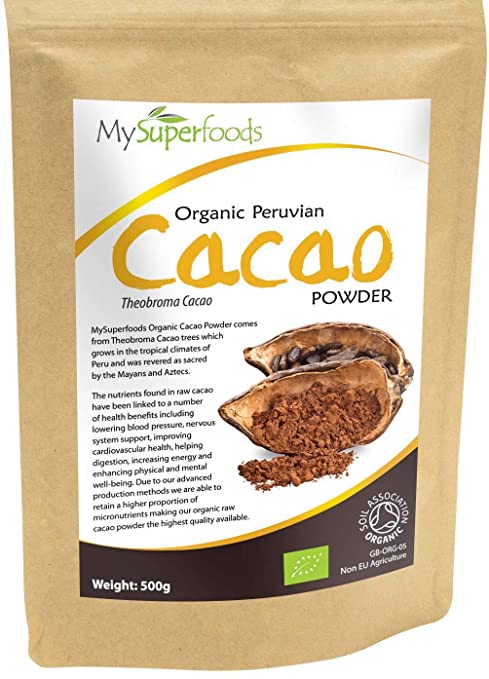 MySuperfoods
Organic Peruvian
Cacao
Theobroma Cacao
POWDER
MySuperfoods Organic Cacao Powder comes
from Theobroma Cacao trees which
grows in the tropical climates of
Peru and was revered as sacred
by the Mayans and Aztecs.
The nutrients found in raw cacao
have been linked to a number
of health benefits including
lowering blood pressure, nervous
system support, improving
cardiovascular health, helping
digestion, increasing energy and
enhancing physical and mental
well-being. Due to our advanced
production methods we are able to
retain a higher proportion of
micronutrients making our organic raw
cacao powder the highest quality available.
SOIL ASSOCIATION
ORGANIC
GB-ORG-05
Non EU Agriculture
Weight: 500g